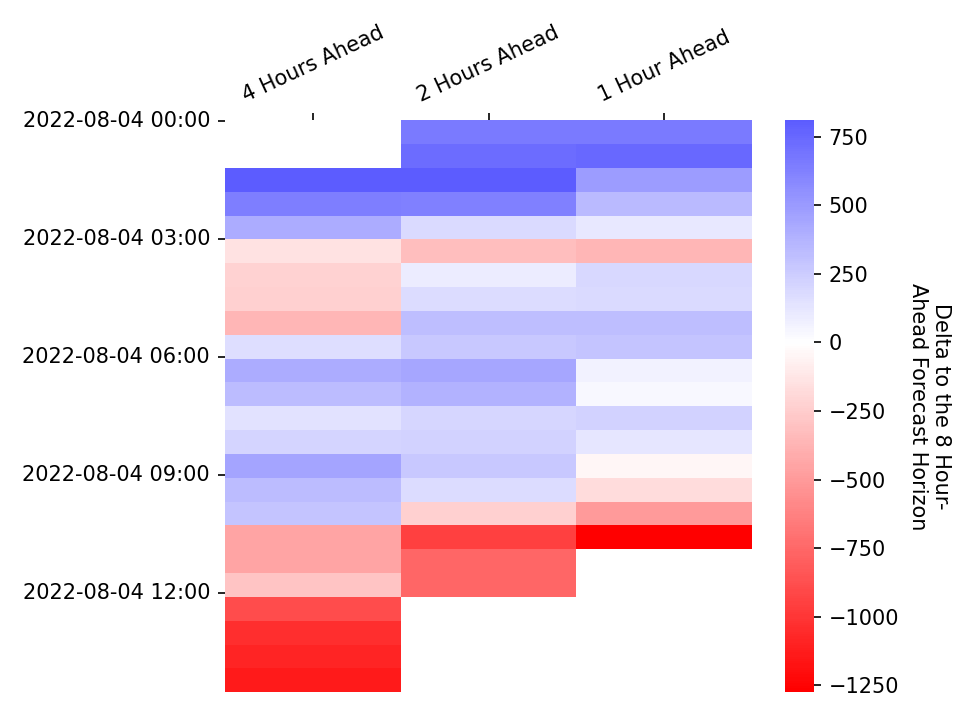 4 Hours Ahead
2 Hours Ahead
1 Hour Ahead
2022-08-04 00:00
2022-08-04 03:00
2022-08-04 06:00
2022-08-04 09:00
2022-08-04 12:00
750
500
250
0
−250
−500
−750
−1000
−1250
Delta to the 8 Hour-
Ahead Forecast Horizon